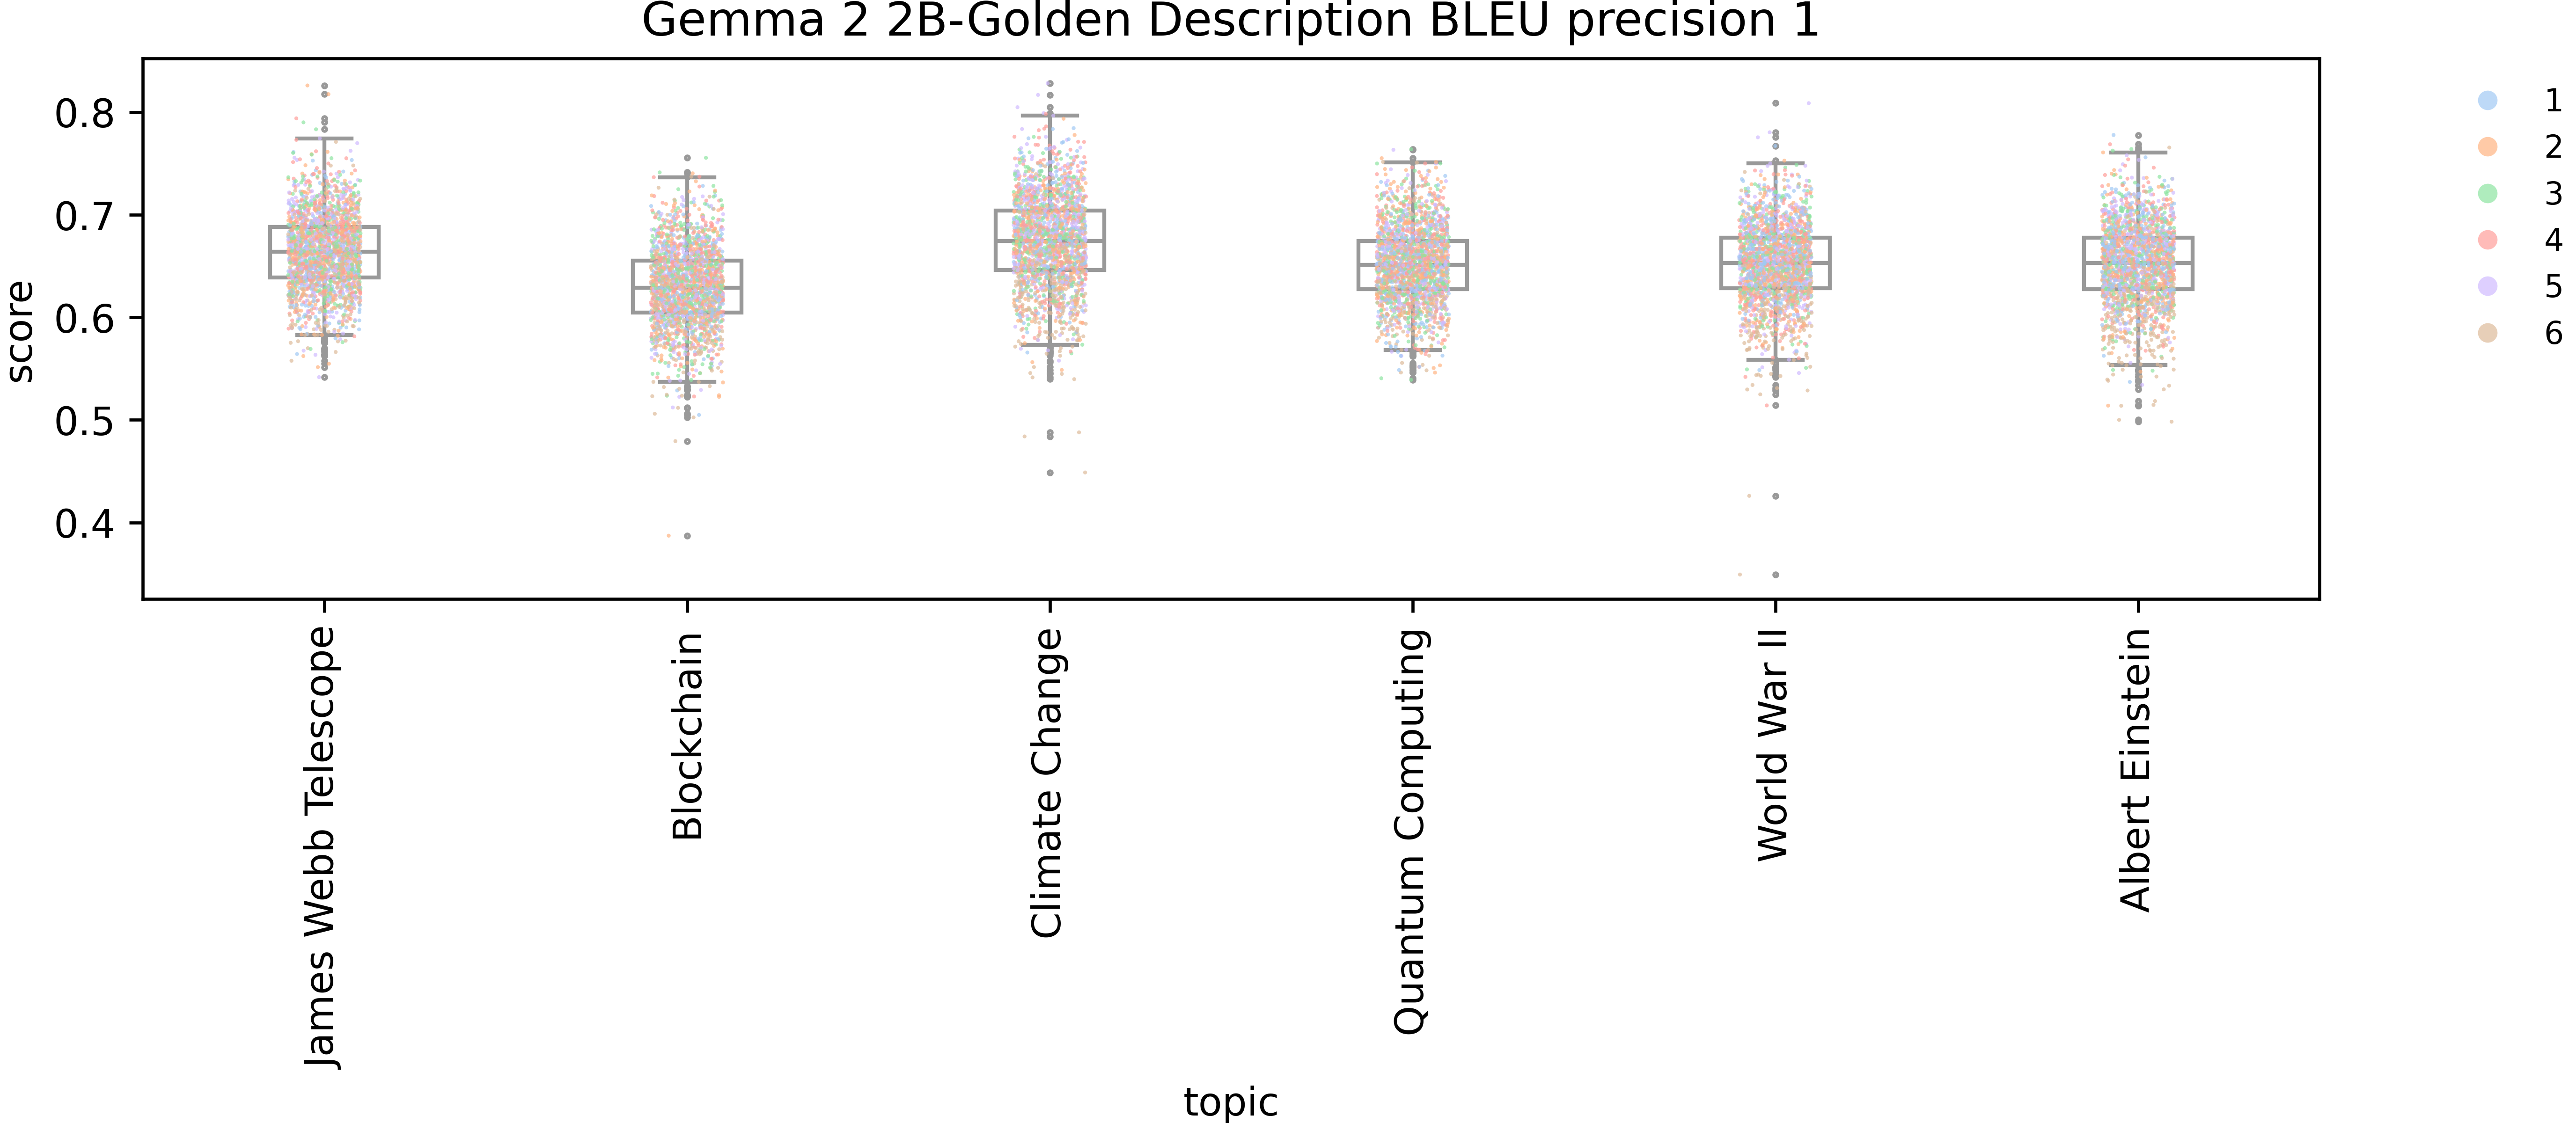 Gemma 2 2B-Golden Description BLEU precision 1
score
0.8
0.7
0.6
0.5
0.4
James Webb Telescope
Blockchain
Climate Change
Quantum Computing
World War II
Albert Einstein
topic
1
2
3
4
5
6